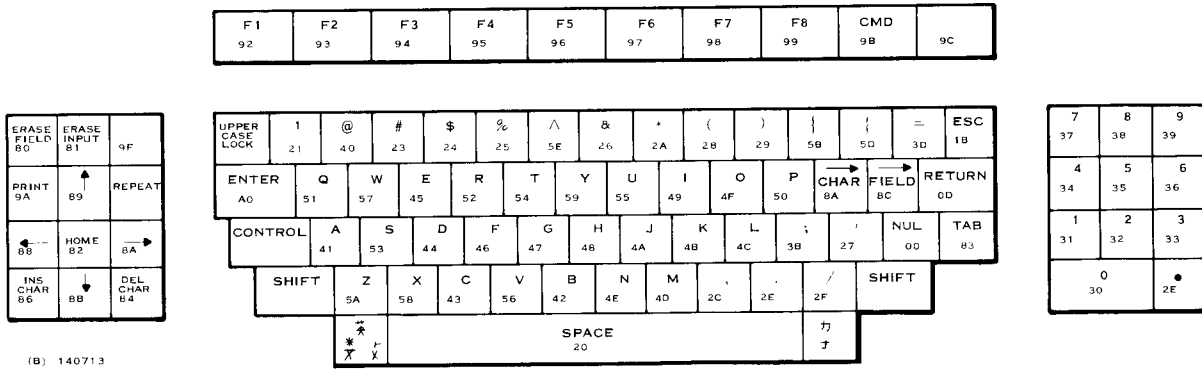 F1 F2 F3 F4 F5 F6 F7 F8 CMD
92 93 94 95 96 97 98 99 9B 9C
ERASE FIELD 80 ERASE INPUT 81 9F
PRINT 9A ↑ 89 REPEAT
← 88 HOME 82 → 8A
INS CHAR 86 ↓ 8B DEL CHAR 84
UPPER CASE LOCK 1 21 @ 40 # 23 $ 24 % 25 ^ 5E & 26 * 2A ( 28 ) 29 { 5B 5D = 3D ESC 1B
ENTER A0 Q 51 W 57 E 45 R 52 T 54 Y 59 U 55 I 49 O 4F P 50 → CHAR 8A → FIELD 8C RETURN 0D
CONTROL A 41 S 53 D 44 F 46 G 47 H 48 J 4A K 4B L 4C ; 3B ' 27 NUL 00 TAB 83
SHIFT Z 5A X 58 C 43 V 56 B 42 N 4E M 4D , 2C . 2E / 2F SHIFT
SPACE
20
カ
ナ
7 37 8 38 9 39
4 34 5 35 6 36
1 31 2 32 3 33
0 30 • 2E
(B) 140713